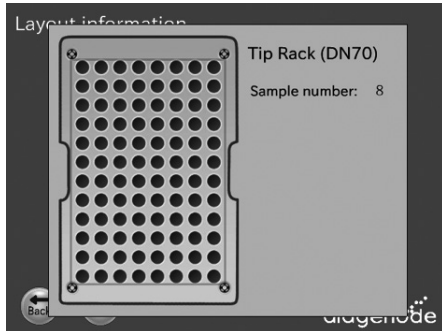 Layout information
Tip Rack (DN70)
Sample number: 8
Back
diagenode